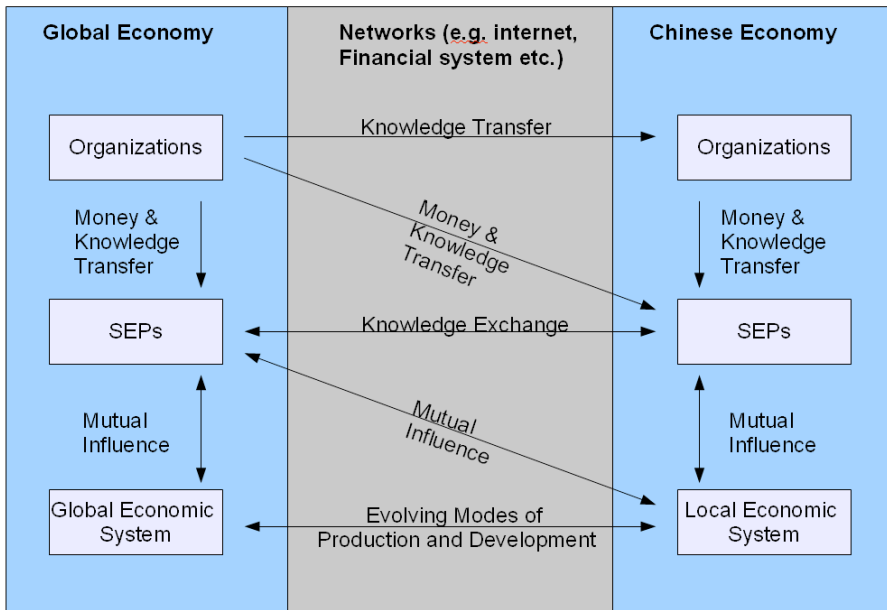 Global Economy
Networks (e.g. internet,
Financial system etc.)
Chinese Economy
Organizations
Knowledge Transfer
Organizations
Money &
Knowledge
Transfer
Money &
Knowledge
Transfer
Money &
Knowledge
Transfer
SEPs
Knowledge Exchange
SEPs
Mutual
Influence
Mutual
Influence
Mutual
Influence
Global Economic
System
Evolving Modes of
Production and Development
Local Economic
System